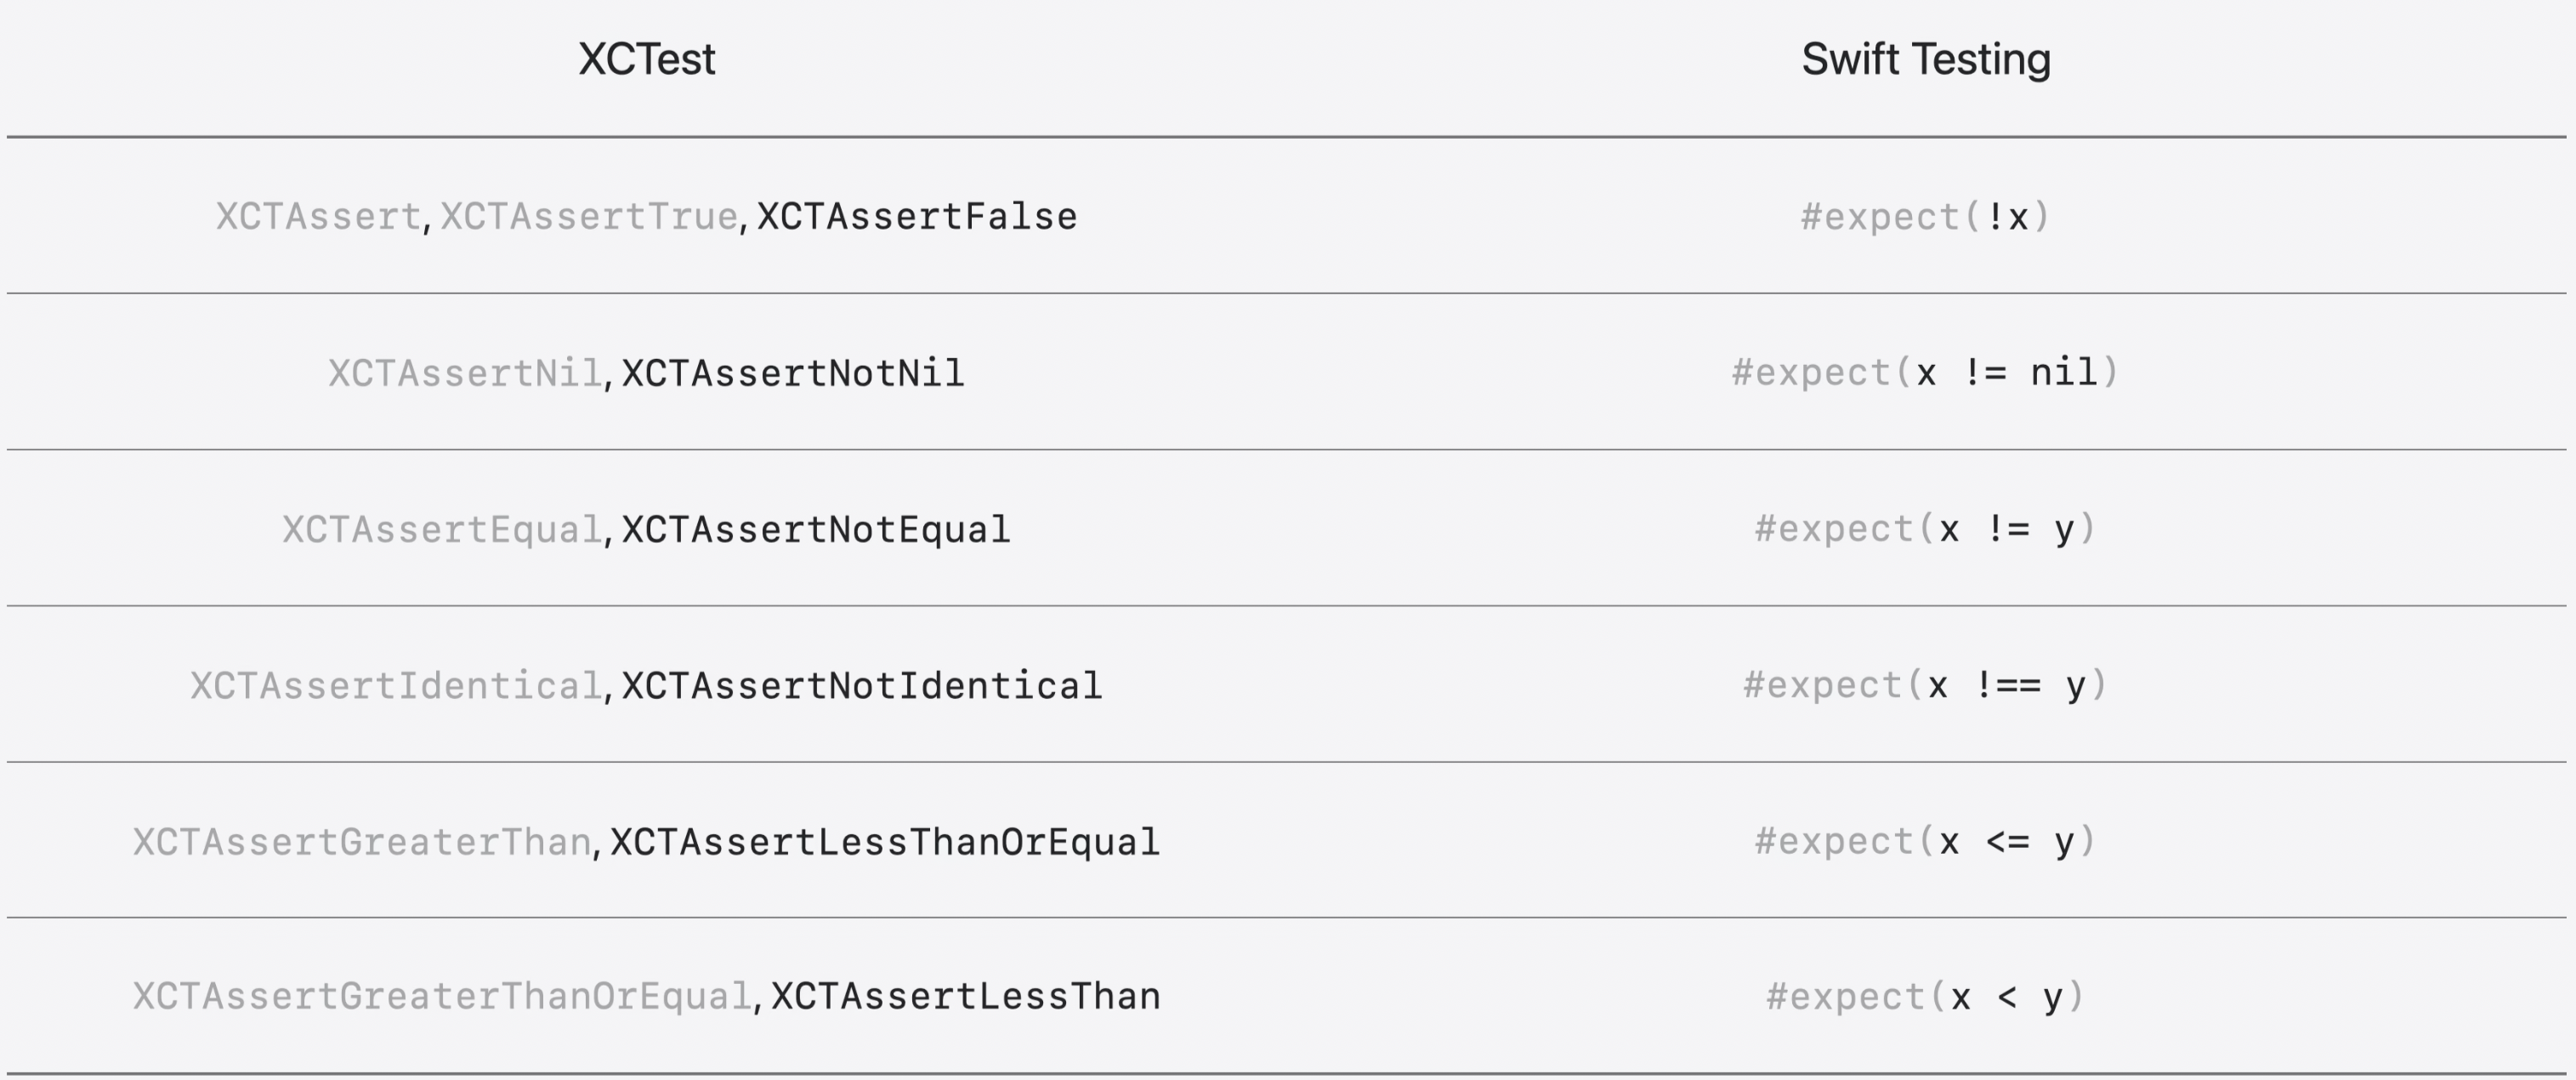 XCTest Swift Testing
XCTAssert, XCTAssertTrue, XCTAssertFalse #expect(!x)
XCTAssertNil, XCTAssertNotNil #expect(x != nil)
XCTAssertEqual, XCTAssertNotEqual #expect(x != y)
XCTAssertIdentical, XCTAssertNotIdentical #expect(x !== y)
XCTAssertGreaterThan, XCTAssertLessThanOrEqual #expect(x <= y)
XCTAssertGreaterThanOrEqual, XCTAssertLessThan #expect(x < y)